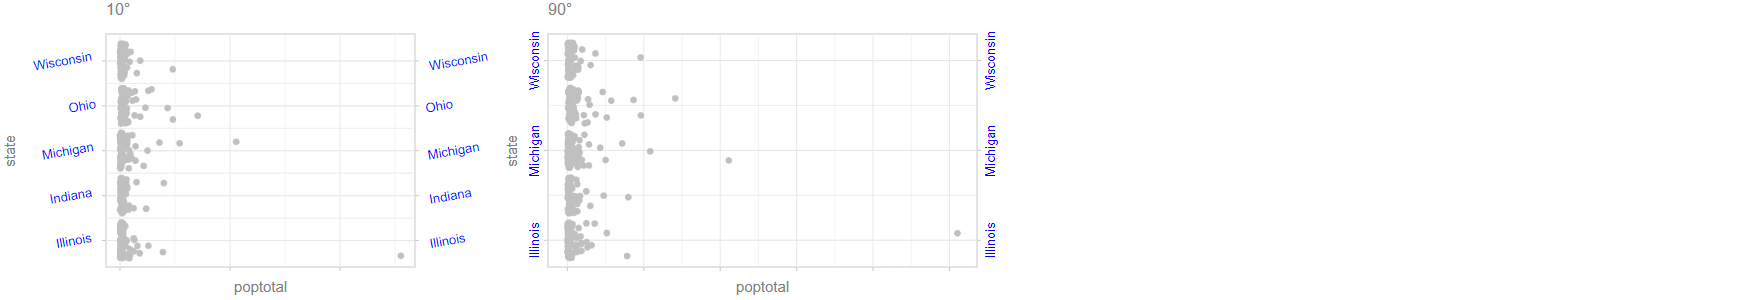 10°
Wisconsin
Ohio
Michigan
Indiana
Illinois
state
Wisconsin
Ohio
Michigan
Indiana
Illinois
poptotal
90°
Wisconsin
Michigan
Illinois
state
Wisconsin
Michigan
Illinois
poptotal